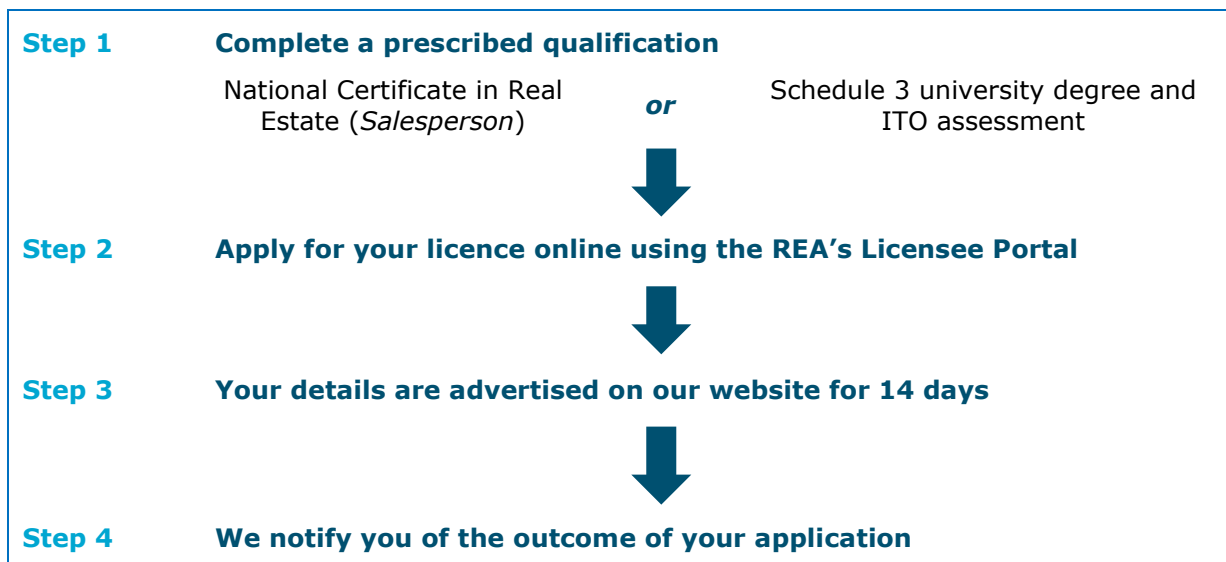 Step 1 Complete a prescribed qualification
National Certificate in Real
Estate (Salesperson)
or
Schedule 3 university degree and
ITO assessment
Step 2 Apply for your licence online using the REA’s Licensee Portal
Step 3 Your details are advertised on our website for 14 days
Step 4 We notify you of the outcome of your application